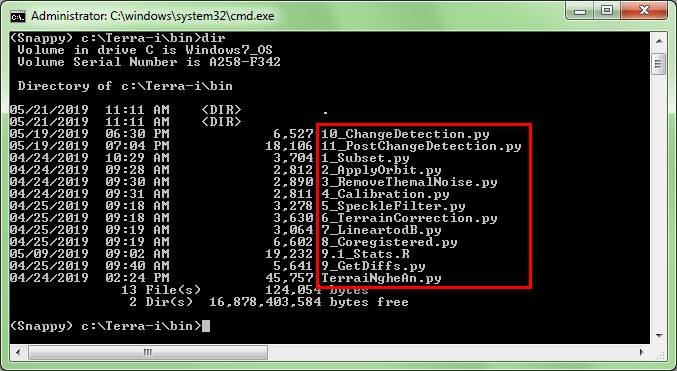 Administrator: C:\windows\system32\cmd.exe
(Snappy) c:\Terra-i\bin>dir
Volume in drive C is Windows7_OS
Volume Serial Number is A258-F342
Directory of c:\Terra-i\bin
05/21/2019 11:11 AM <DIR> .
05/21/2019 11:11 AM <DIR>
05/19/2019 06:30 PM 6,527 10_ChangeDetection.py
05/19/2019 07:04 PM 18,106 11_PostChangeDetection.py
04/24/2019 10:29 AM 3,704 1_Subset.py
04/24/2019 09:28 AM 2,812 2_ApplyOrbit.py
04/24/2019 09:30 AM 2,890 3_RemoveThemalNoise.py
04/24/2019 09:31 AM 2,811 4_Calibration.py
04/25/2019 09:18 AM 3,278 5_SpeckleFilter.py
04/25/2019 09:18 AM 3,630 6_TerrainCorrection.py
04/25/2019 09:19 AM 3,064 7_LineartodB.py
04/25/2019 09:19 AM 6,602 8_Coregistered.py
05/09/2019 05:02 AM 19,232 9.1_Stats.R
04/25/2019 09:40 AM 5,641 9_GetDiffs.py
04/24/2019 02:24 PM 45,757 TerraiNgheAn.py
13 File(s) 124,054 bytes
2 Dir(s) 16,878,403,584 bytes free
(Snappy) c:\Terra-i\bin>